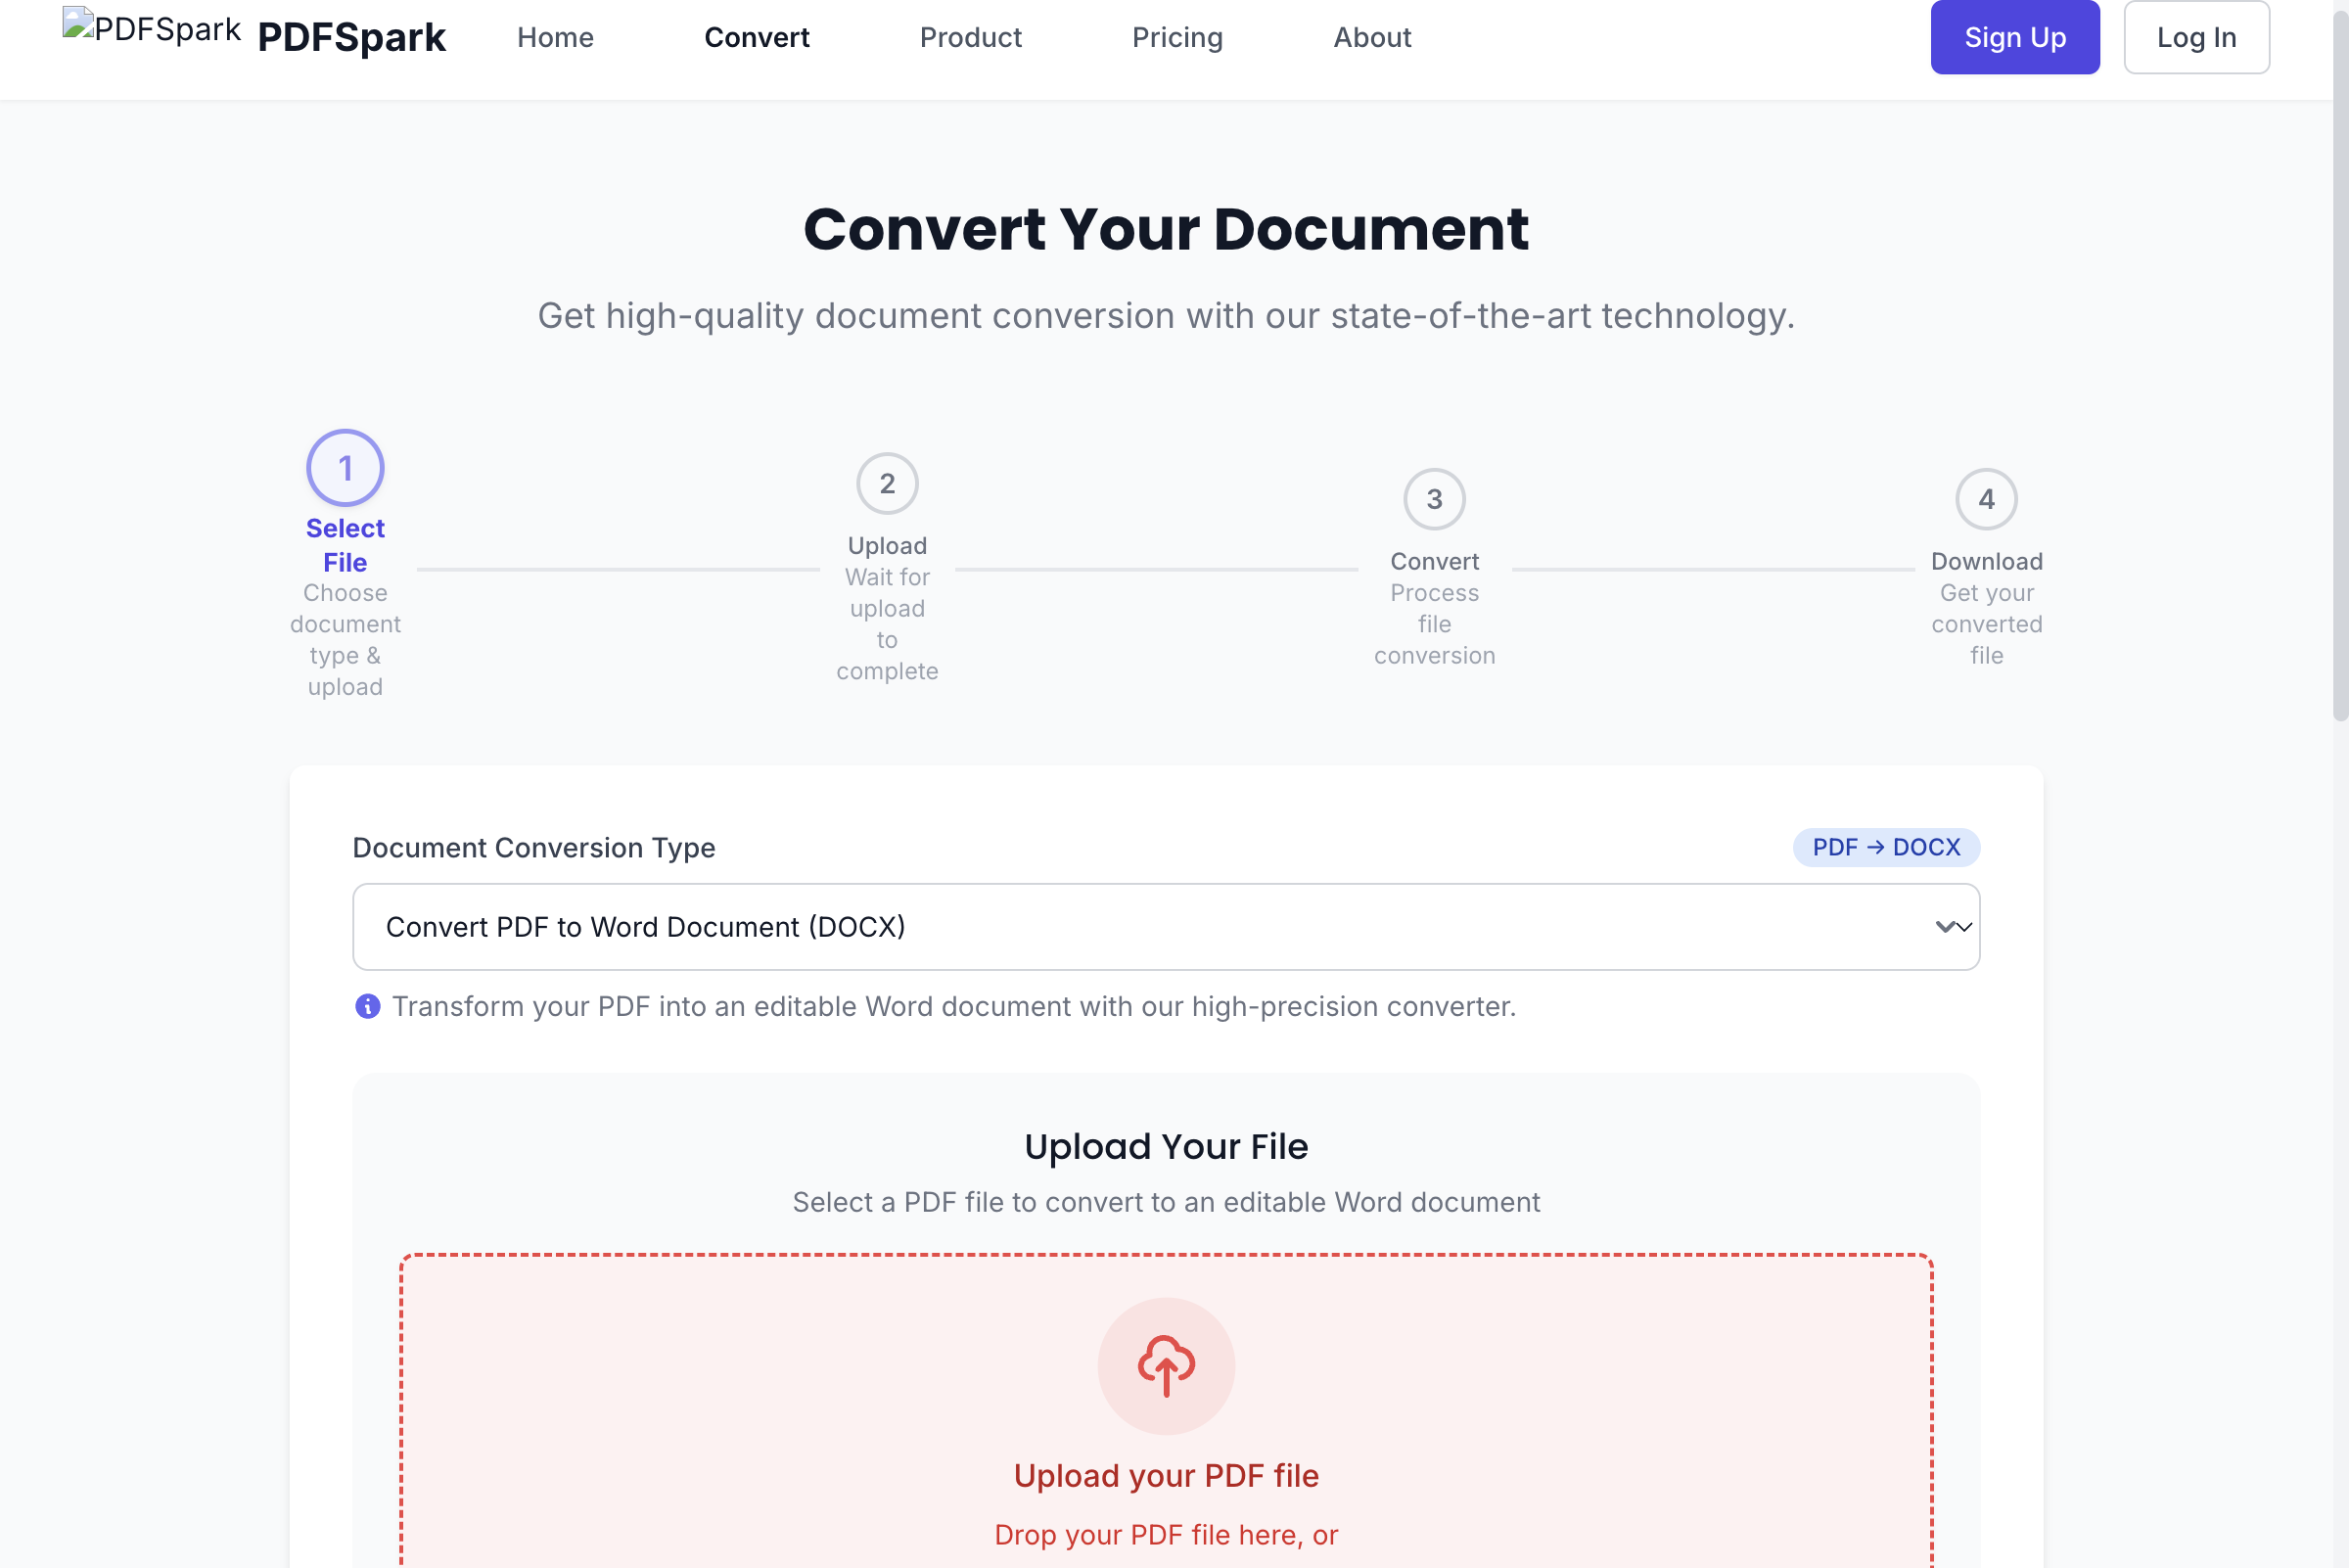 PDFSpark PDFSpark Home Convert Product Pricing About Sign Up Log In
Convert Your Document
Get high-quality document conversion with our state-of-the-art technology.
1
Select
File
Choose
document
type &
upload
2
Upload
Wait for
upload
to
complete
3
Convert
Process
file
conversion
4
Download
Get your
converted
file
Document Conversion Type
PDF → DOCX
Convert PDF to Word Document (DOCX)
Transform your PDF into an editable Word document with our high-precision converter.
Upload Your File
Select a PDF file to convert to an editable Word document
Upload your PDF file
Drop your PDF file here, or